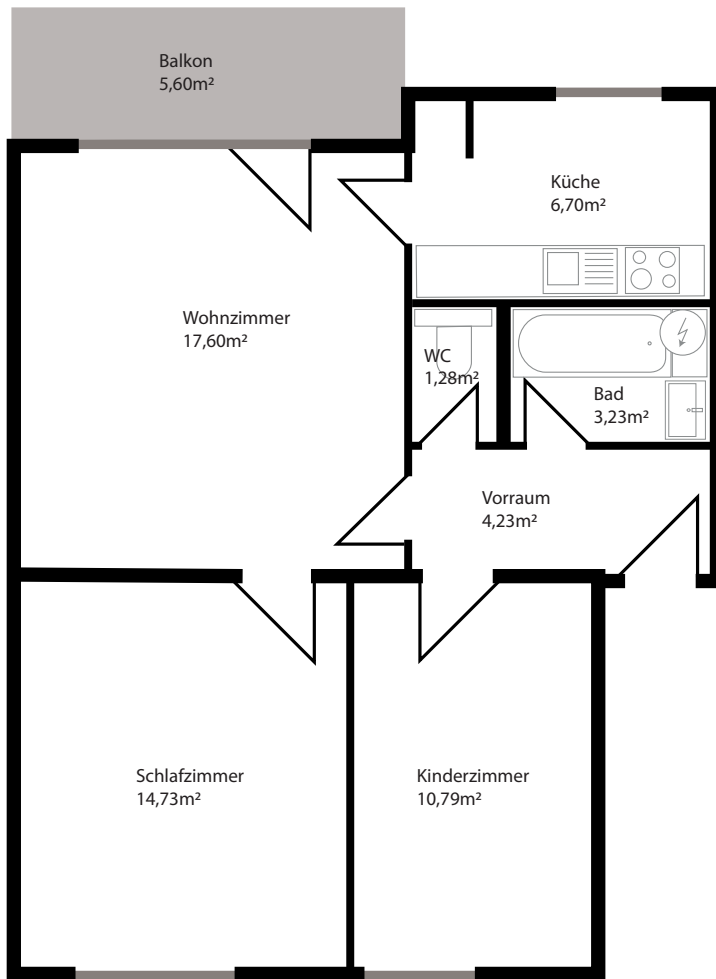 Balkon
5,60m²
Küche
6,70m²
Wohnzimmer
17,60m²
WC
1,28m²
Bad
3,23m²
Vorraum
4,23m²
Schlafzimmer
14,73m²
Kinderzimmer
10,79m²